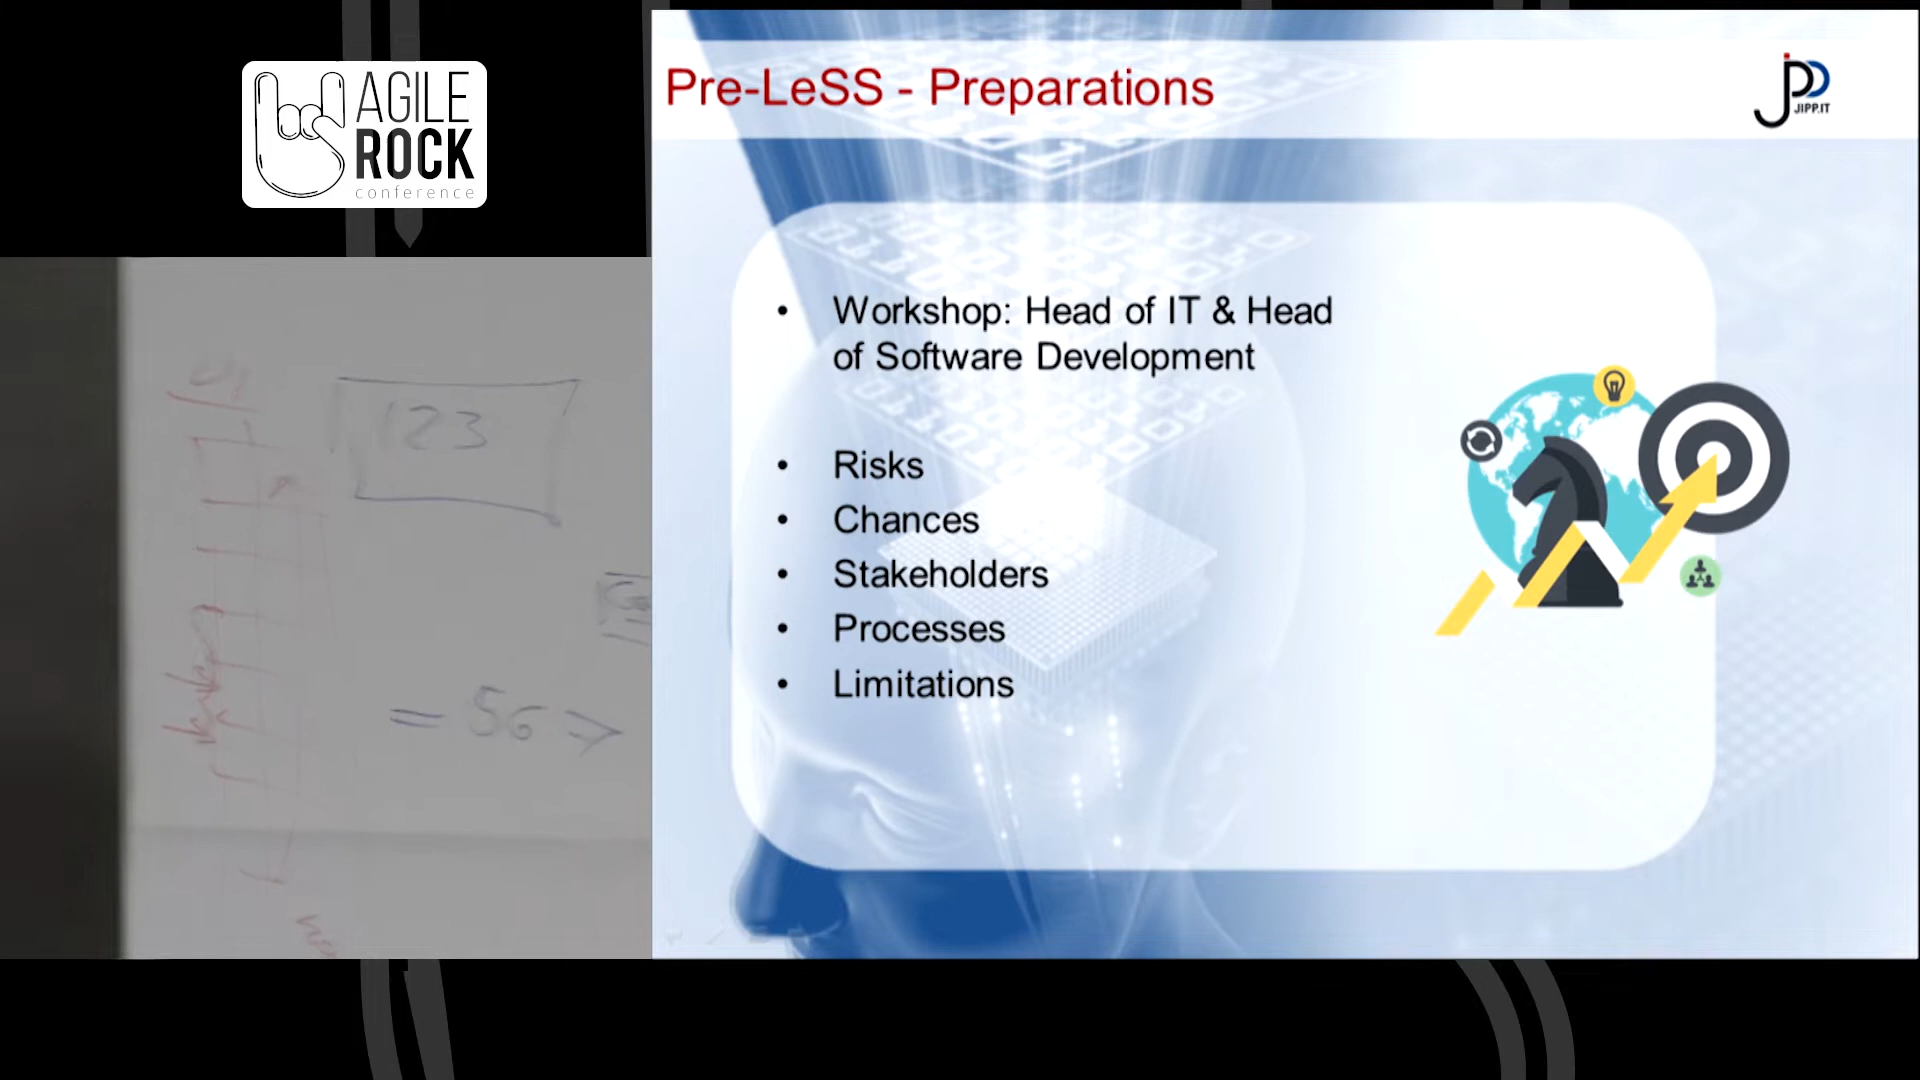 AGILE
ROCK
conference
Pre-LeSS - Preparations
JIPP.IT
• Workshop: Head of IT & Head
of Software Development
• Risks
• Chances
• Stakeholders
• Processes
• Limitations
123
= 56 >